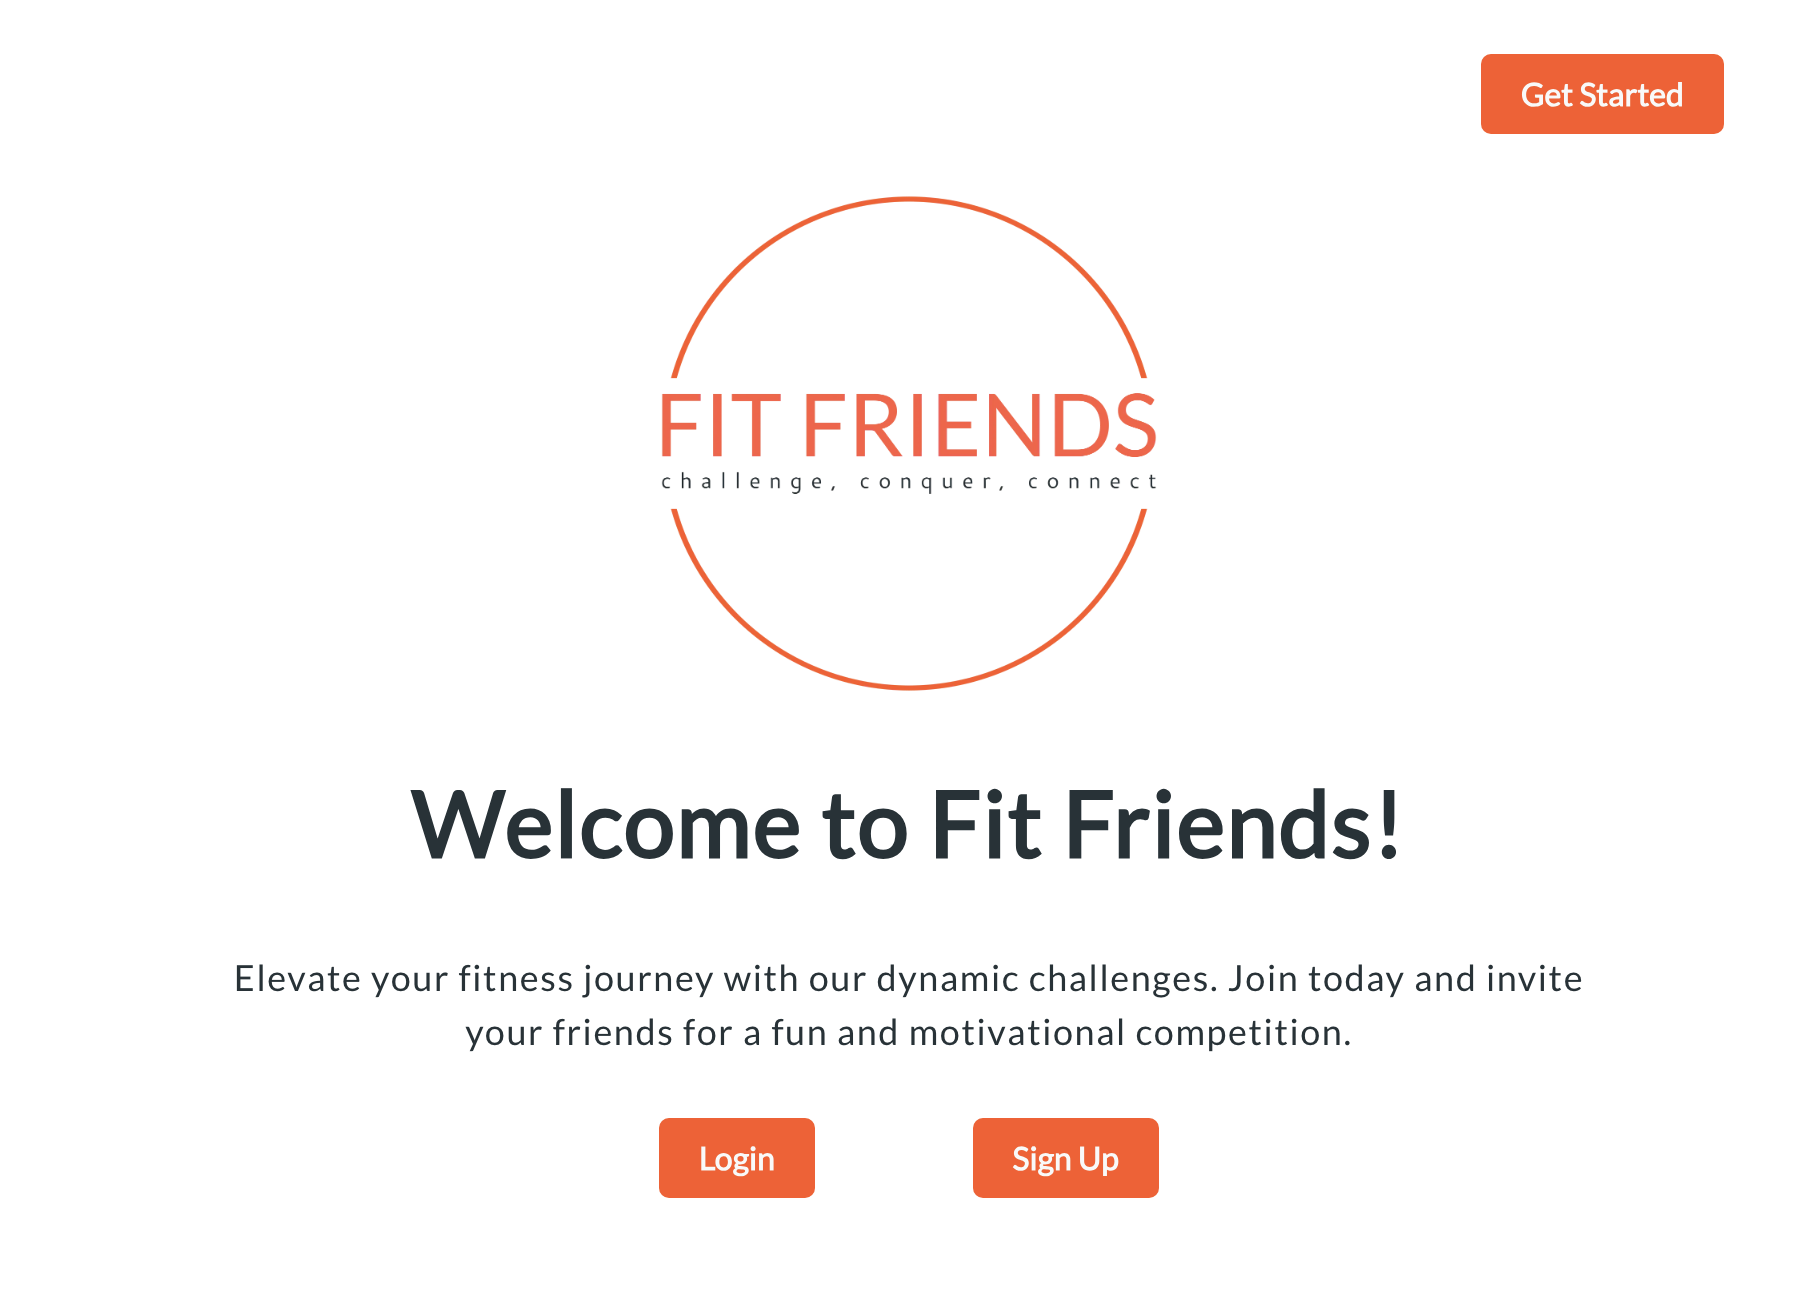 Get Started
FIT FRIENDS
challenge, conquer, connect
Welcome to Fit Friends!
Elevate your fitness journey with our dynamic challenges. Join today and invite
your friends for a fun and motivational competition.
Login
Sign Up